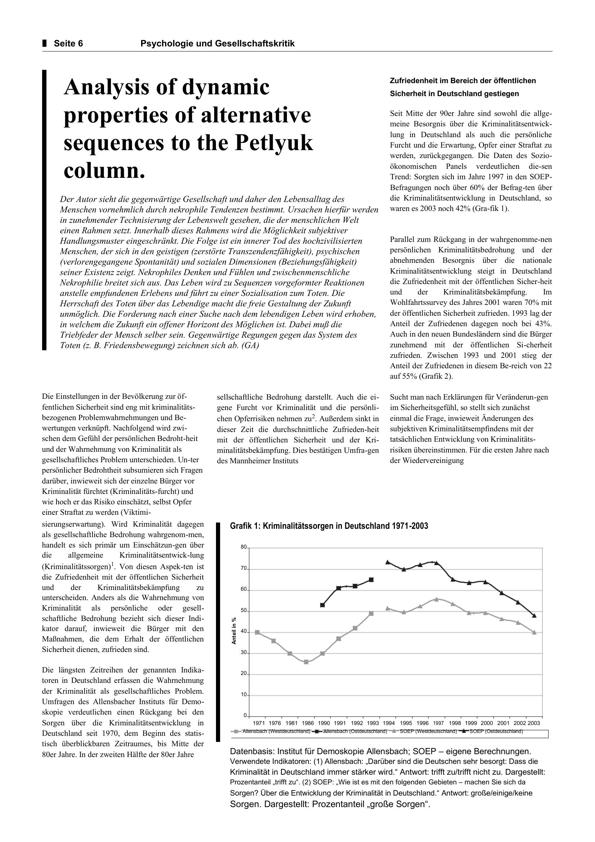 Seite 6 Psychologie und Gesellschaftskritik
Analysis of dynamic
properties of alternative
sequences to the Petlyuk
column.
Der Autor sieht die gegenwärtige Gesellschaft und daher den Lebensalltag des
Menschen vornehmlich durch nekrophile Tendenzen bestimmt. Ursachen hierfür werden
in zunehmender Technisierung der Lebenswelt gesehen, die der menschlichen Welt
einen Rahmen setzt. Innerhalb dieses Rahmens wird die Möglichkeit subjektiver
Handlungsmuster eingeschränkt. Die Folge ist ein innerer Tod des hochzivilisierten
Menschen, der sich in den geistigen (zerstörte Transzendenzfähigkeit), psychischen
(verlorengegangene Spontanität) und sozialen Dimensionen (Beziehungsfähigkeit)
seiner Existenz zeigt. Nekrophiles Denken und Fühlen und zwischenmenschliche
Nekrophilie breitet sich aus. Das Leben wird zu Sequenzen vorgeformter Reaktionen
anstelle empfundenen Erlebens und führt zu einer Sozialisation zum Toten. Die
Herrschaft des Toten über das Lebendige macht die freie Gestaltung der Zukunft
unmöglich. Die Forderung nach einer Suche nach dem lebendigen Leben wird erhoben,
in welchem die Zukunft ein offener Horizont des Möglichen ist. Dabei muß die
Triebfeder der Mensch selber sein. Gegenwärtige Regungen gegen das System des
Toten (z. B. Friedensbewegung) zeichnen sich ab. (GA)
Zufriedenheit im Bereich der öffentlichen
Sicherheit in Deutschland gestiegen
Seit Mitte der 90er Jahre sind sowohl die allge-
meine Besorgnis über die Kriminalitätsentwick-
lung in Deutschland als auch die persönliche
Furcht und die Erwartung, Opfer einer Straftat zu
werden, zurückgegangen. Die Daten des Sozio-
ökonomischen Panels verdeutlichen die-sen
Trend: Sorgten sich im Jahre 1997 in den SOEP-
Befragungen noch über 60% der Befrag-ten über
die Kriminalitätsentwicklung in Deutschland, so
waren es 2003 noch 42% (Gra-fik 1).
Parallel zum Rückgang in der wahrgenomme-nen
persönlichen Kriminalitätsbedrohung und der
abnehmenden Besorgnis über die nationale
Kriminalitätsentwicklung steigt in Deutschland
die Zufriedenheit mit der öffentlichen Sicher-heit
und der Kriminalitätsbekämpfung. Im
Wohlfahrtssurvey des Jahres 2001 waren 70% mit
der öffentlichen Sicherheit zufrieden. 1993 lag der
Anteil der Zufriedenen dagegen noch bei 43%.
Auch in den neuen Bundesländern sind die Bürger
zunehmend mit der öffentlichen Si-cherheit
zufrieden. Zwischen 1993 und 2001 stieg der
Anteil der Zufriedenen in diesem Be-reich von 22
auf 55% (Grafik 2).
Die Einstellungen in der Bevölkerung zur öf-
fentlichen Sicherheit sind eng mit kriminalitäts-
bezogenen Problemwahrnehmungen und Be-
wertungen verknüpft. Nachfolgend wird zwi-
schen dem Gefühl der persönlichen Bedroht-heit
und der Wahrnehmung von Kriminalität als
gesellschaftliches Problem unterschieden. Un-ter
persönlicher Bedrohtheit subsumieren sich Fragen
darüber, inwieweit sich der einzelne Bürger vor
Kriminalität fürchtet (Kriminalitäts-furcht) und
wie hoch er das Risiko einschätzt, selbst Opfer
einer Straftat zu werden (Viktimi-
sierungserwartung). Wird Kriminalität dagegen
als gesellschaftliche Bedrohung wahrgenom-men,
handelt es sich primär um Einschätzun-gen über
die allgemeine Kriminalitätsentwick-lung
(Kriminalitätssorgen)1. Von diesen Aspek-ten ist
die Zufriedenheit mit der öffentlichen Sicherheit
und der Kriminalitätsbekämpfung zu
unterscheiden. Anders als die Wahrnehmung von
Kriminalität als persönliche oder gesell-
schaftliche Bedrohung bezieht sich dieser Indi-
kator darauf, inwieweit die Bürger mit den
Maßnahmen, die dem Erhalt der öffentlichen
Sicherheit dienen, zufrieden sind.
Die längsten Zeitreihen der genannten Indika-
toren in Deutschland erfassen die Wahrnehmung
der Kriminalität als gesellschaftliches Problem.
Umfragen des Allensbacher Instituts für Demo-
skopie verdeutlichen einen Rückgang bei den
Sorgen über die Kriminalitätsentwicklung in
Deutschland seit 1970, dem Beginn des statis-
tisch überblickbaren Zeitraumes, bis Mitte der
80er Jahre. In der zweiten Hälfte der 80er Jahre
sellschaftliche Bedrohung darstellt. Auch die ei-
gene Furcht vor Kriminalität und die persönli-
chen Opferrisiken nehmen zu2. Außerdem sinkt in
dieser Zeit die durchschnittliche Zufrieden-heit
mit der öffentlichen Sicherheit und der Kri-
minalitätsbekämpfung. Dies bestätigen Umfra-gen
des Mannheimer Instituts
Sucht man nach Erklärungen für Veränderun-gen
im Sicherheitsgefühl, so stellt sich zunächst
einmal die Frage, inwieweit Änderungen des
subjektiven Kriminalitätsempfindens mit der
tatsächlichen Entwicklung von Kriminalitäts-
risiken übereinstimmen. Für die ersten Jahre nach
der Wiedervereinigung
Grafik 1: Kriminalitätssorgen in Deutschland 1971-2003
Anteil in %
80
70
60
50
40
30
20
10
0
1971 1976 1981 1986 1990 1991 1992 1993 1994 1995 1996 1997 1998 1999 2000 2001 2002 2003
Allensbach (Westdeutschland) Allensbach (Ostdeutschland) SOEP (Westdeutschland) SOEP (Ostdeutschland)
Datenbasis: Institut für Demoskopie Allensbach; SOEP – eigene Berechnungen.
Verwendete Indikatoren: (1) Allensbach: „Darüber sind die Deutschen sehr besorgt: Dass die
Kriminalität in Deutschland immer stärker wird.“ Antwort: trifft zu/trifft nicht zu. Dargestellt:
Prozentanteil „trifft zu“. (2) SOEP: „Wie ist es mit den folgenden Gebieten – machen Sie sich da
Sorgen? Über die Entwicklung der Kriminalität in Deutschland.“ Antwort: große/einige/keine
Sorgen. Dargestellt: Prozentanteil „große Sorgen“.